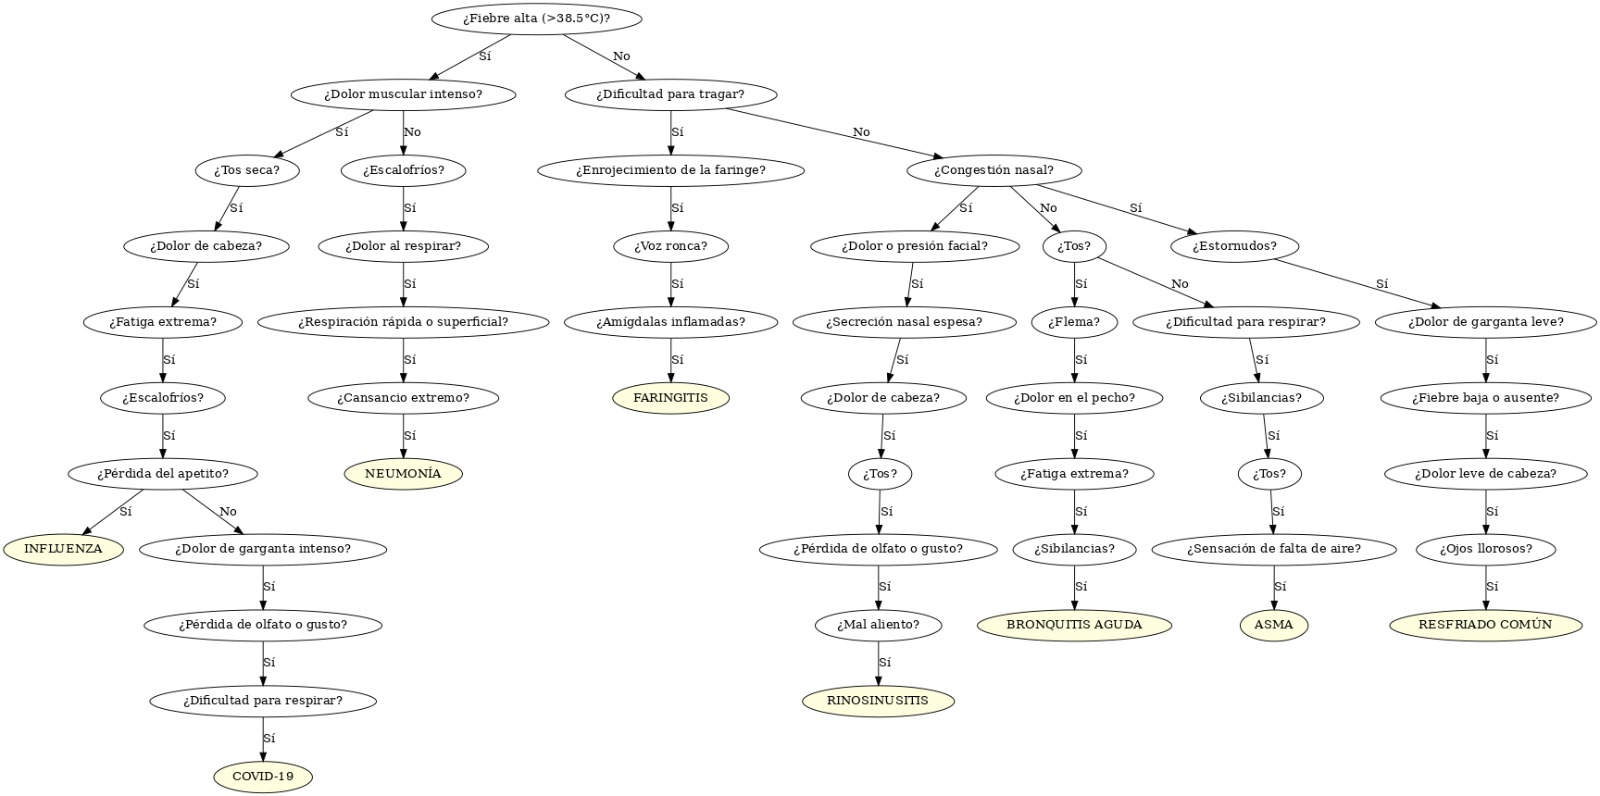 ¿Fiebre alta (>38.5°C)?
Sí
No
¿Dolor muscular intenso?
¿Dificultad para tragar?
Sí
No
Sí
No
¿Tos seca?
¿Escalofríos?
¿Enrojecimiento de la faringe?
¿Congestión nasal?
Sí
Sí
Sí
Sí
No
Sí
¿Dolor de cabeza?
¿Dolor al respirar?
¿Voz ronca?
¿Dolor o presión facial?
¿Tos?
¿Estornudos?
Sí
Sí
Sí
Sí
Sí
No
Sí
¿Fatiga extrema?
¿Respiración rápida o superficial?
¿Amígdalas inflamadas?
¿Secreción nasal espesa?
¿Flema?
¿Dificultad para respirar?
¿Dolor de garganta leve?
Sí
Sí
Sí
Sí
Sí
Sí
Sí
¿Escalofríos?
¿Cansancio extremo?
FARINGITIS
¿Dolor de cabeza?
¿Dolor en el pecho?
¿Sibilancias?
¿Fiebre baja o ausente?
Sí
Sí
Sí
Sí
Sí
Sí
¿Pérdida del apetito?
NEUMONÍA
¿Tos?
¿Fatiga extrema?
¿Tos?
¿Dolor leve de cabeza?
Sí
No
Sí
Sí
Sí
Sí
INFLUENZA
¿Dolor de garganta intenso?
¿Pérdida de olfato o gusto?
¿Sibilancias?
¿Sensación de falta de aire?
¿Ojos llorosos?
Sí
Sí
Sí
Sí
Sí
¿Pérdida de olfato o gusto?
¿Mal aliento?
BRONQUITIS AGUDA
ASMA
RESFRIADO COMÚN
Sí
Sí
¿Dificultad para respirar?
RINOSINUSITIS
Sí
COVID-19